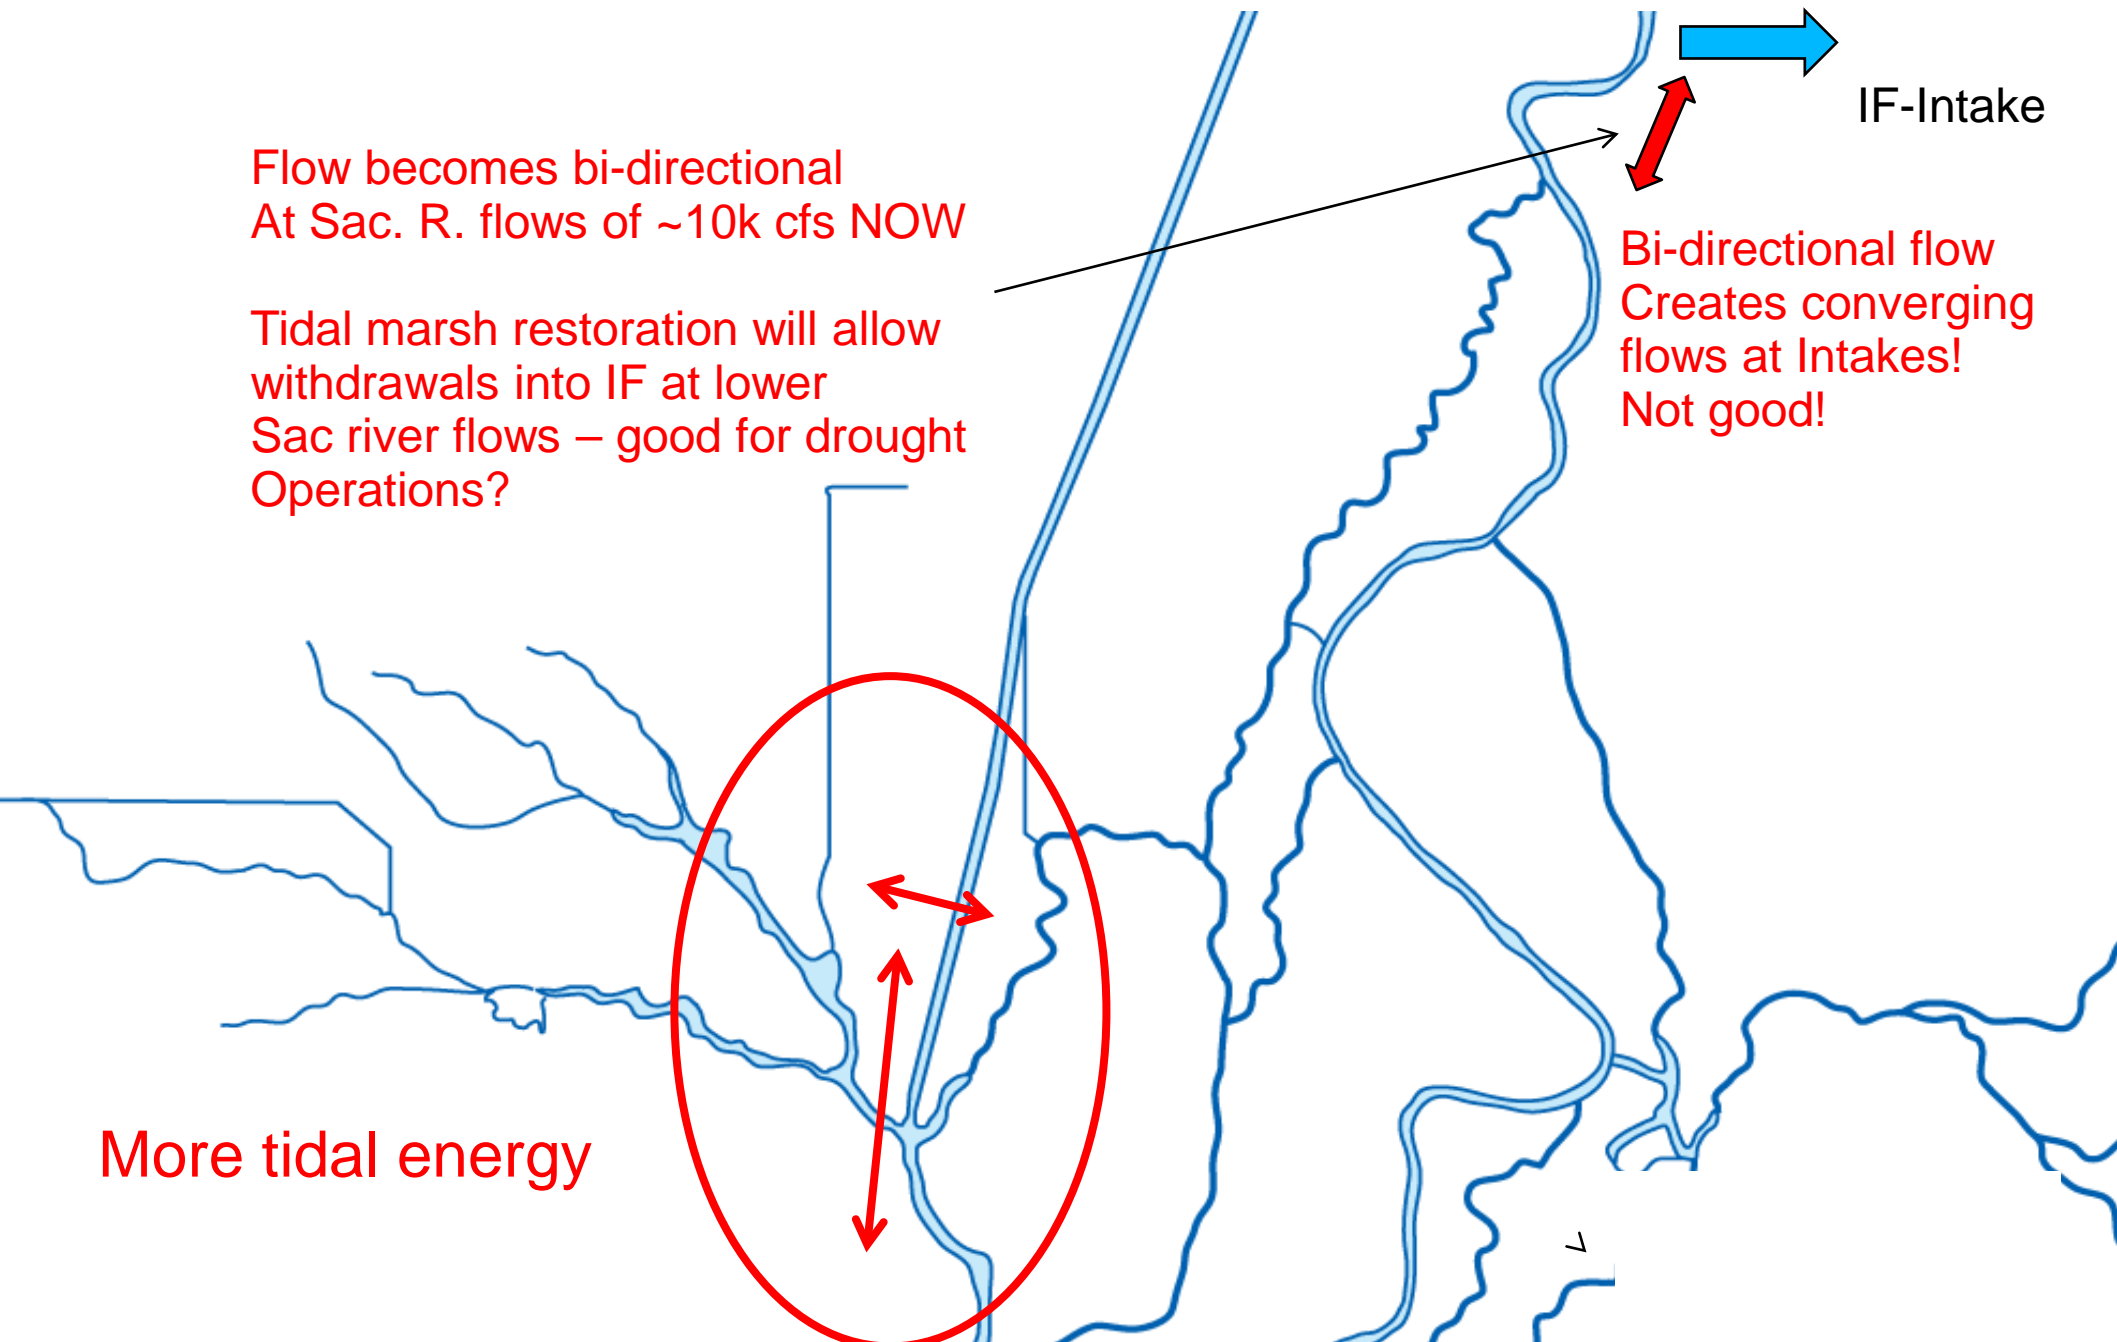 IF-Intake
Flow becomes bi-directional
At Sac. R. flows of ~10k cfs NOW
Tidal marsh restoration will allow
withdrawals into IF at lower
Sac river flows – good for drought
Operations?
Bi-directional flow
Creates converging
flows at Intakes!
Not good!
More tidal energy